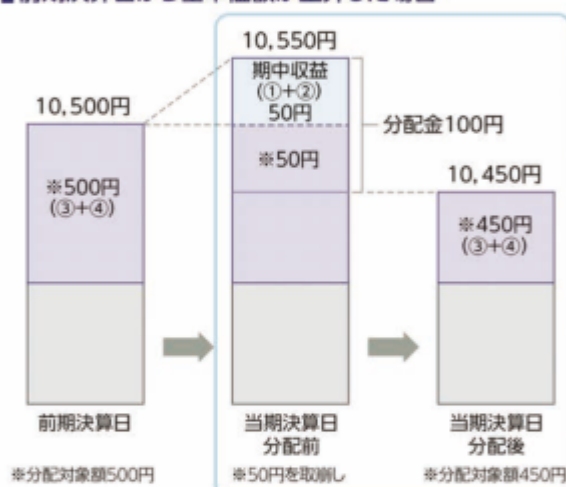 10,550円
期中収益
(①+②)
50円
10,500円
分配金100円
※50円
※500円
(③+④)
10,450円
※450円
(③+④)
前期決算日
当期決算日
分配前
当期決算日
分配後
※分配対象額500円
※50円を取崩し
※分配対象額450円